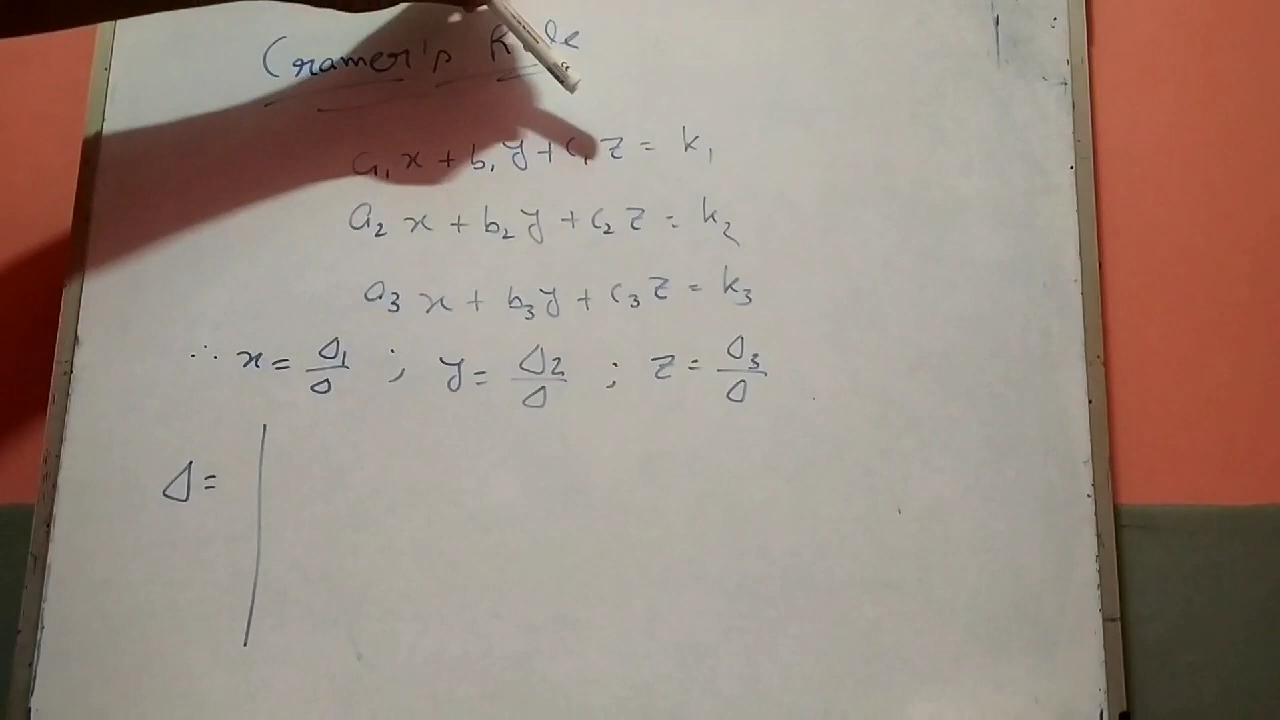 Cramer's Rule
a₁x + b₁y + c₁z = k₁
a₂x + b₂y + c₂z = k₂
a₃x + b₃y + c₃z = k₃
∴ x = Δ₁/Δ ; y = Δ₂/Δ ; z = Δ₃/Δ
Δ = |